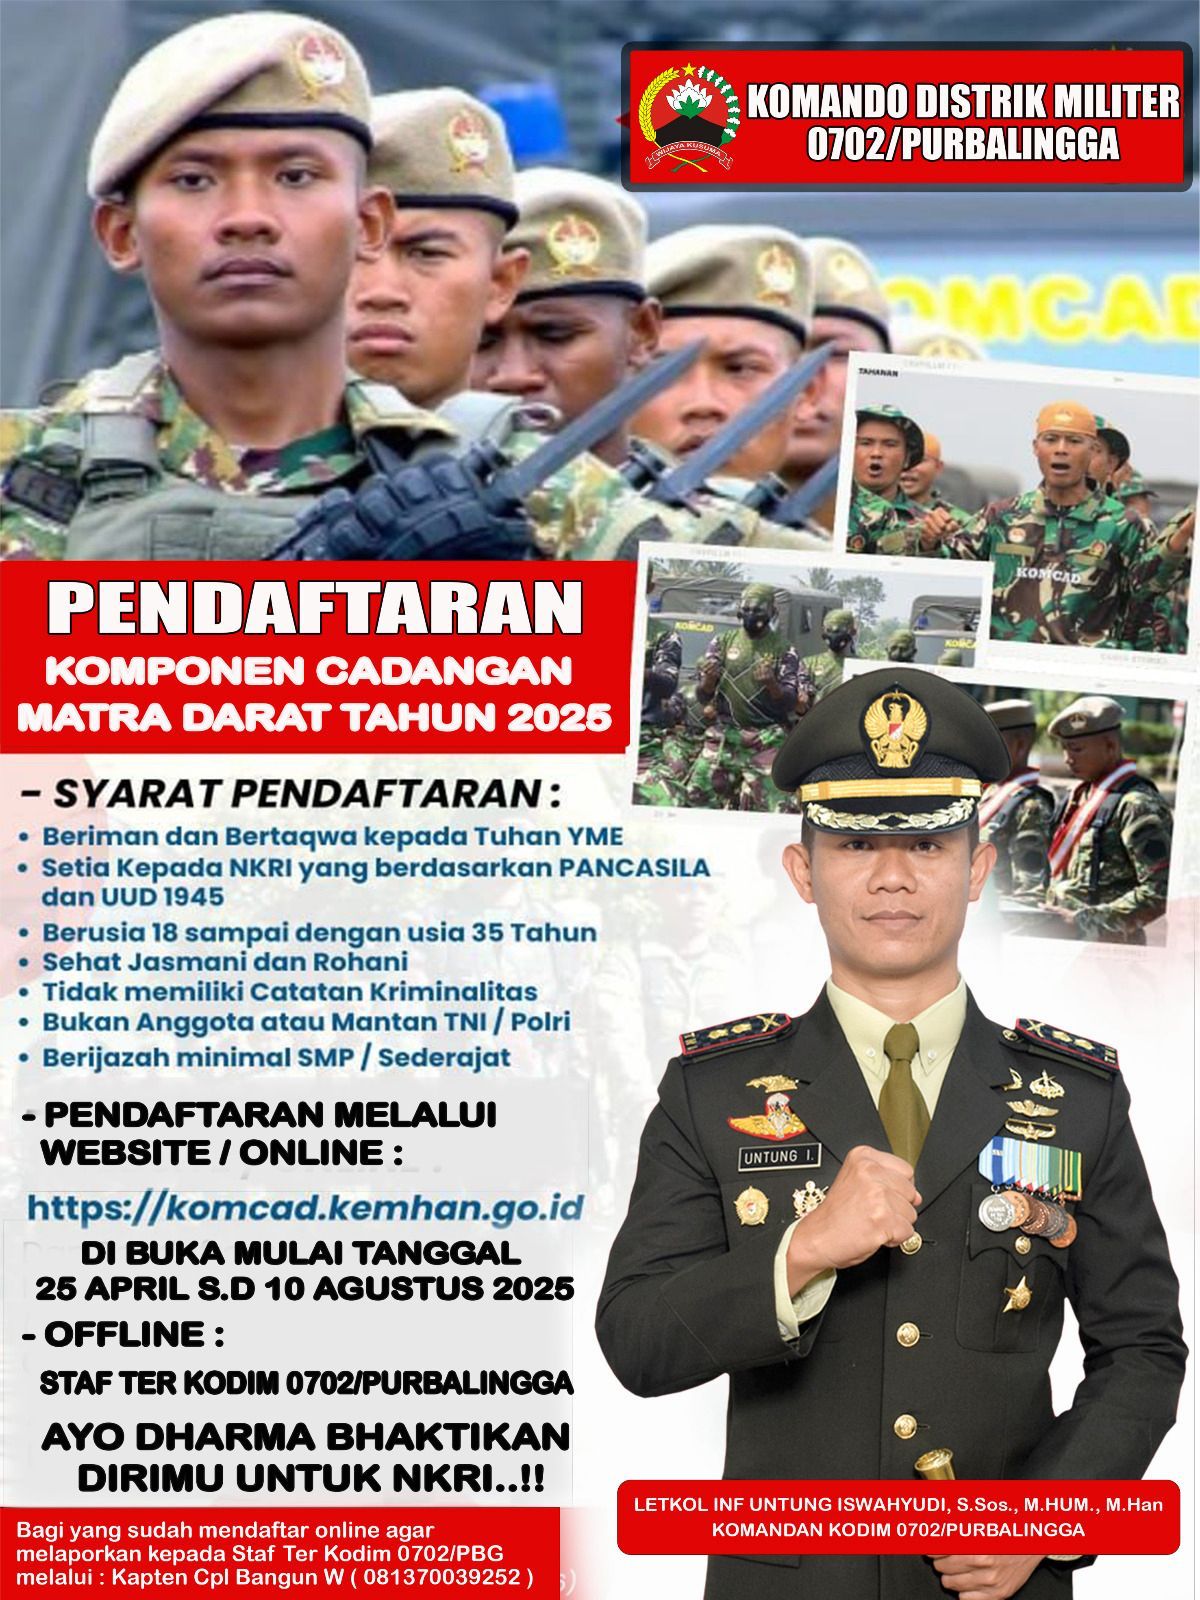 KOMANDO DISTRIK MILITER
0702/PURBALINGGA
WIJAYA KUSUMA
OMCAD
TAHANAN
KOMCAD
KOMCAD
KOMCAD
PENDAFTARAN
KOMPONEN CADANGAN
MATRA DARAT TAHUN 2025
- SYARAT PENDAFTARAN :
• Beriman dan Bertaqwa kepada Tuhan YME
• Setia Kepada NKRI yang berdasarkan PANCASILA
dan UUD 1945
• Berusia 18 sampai dengan usia 35 Tahun
• Sehat Jasmani dan Rohani
• Tidak memiliki Catatan Kriminalitas
• Bukan Anggota atau Mantan TNI / Polri
• Berijazah minimal SMP / Sederajat
- PENDAFTARAN MELALUI
WEBSITE / ONLINE :
https://komcad.kemhan.go.id
DI BUKA MULAI TANGGAL
25 APRIL S.D 10 AGUSTUS 2025
- OFFLINE :
STAF TER KODIM 0702/PURBALINGGA
AYO DHARMA BHAKTIKAN
DIRIMU UNTUK NKRI..!!
Bagi yang sudah mendaftar online agar
melaporkan kepada Staf Ter Kodim 0702/PBG
melalui : Kapten Cpl Bangun W ( 081370039252 )
TNI
TNI
UNTUNG I.
LETKOL INF UNTUNG ISWAHYUDI, S.Sos., M.HUM., M.Han
KOMANDAN KODIM 0702/PURBALINGGA